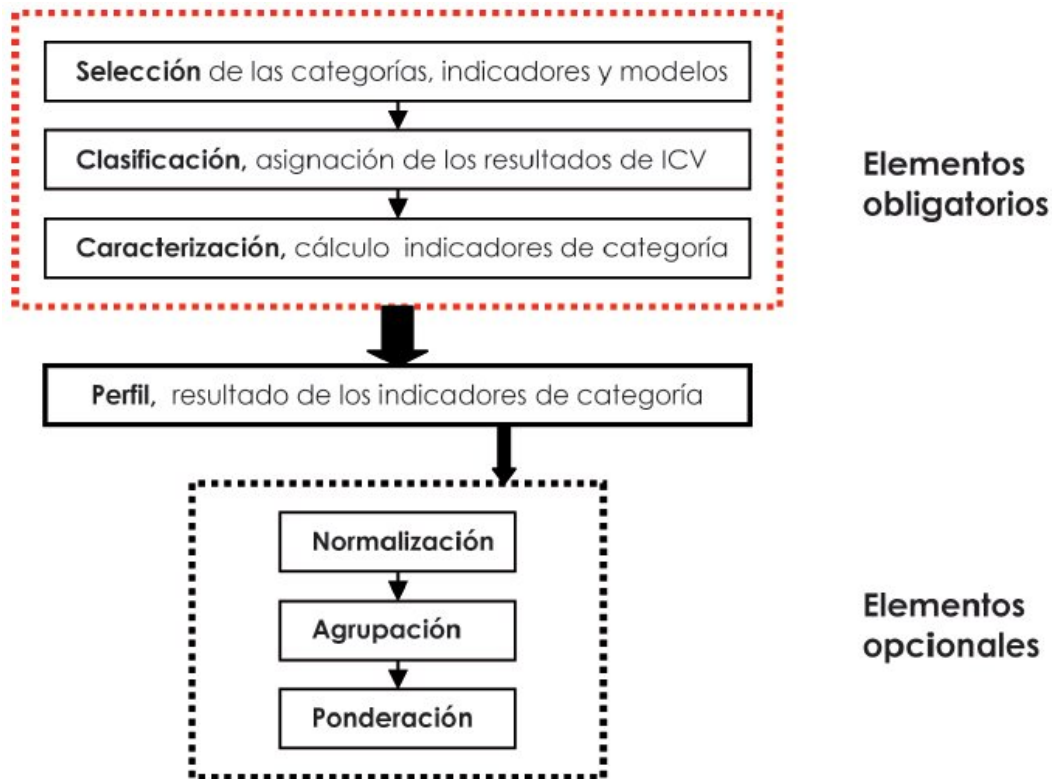 Selección de las categorías, indicadores y modelos
Clasificación, asignación de los resultados de ICV
Caracterización, cálculo indicadores de categoría
Elementos
obligatorios
Perfil, resultado de los indicadores de categoría
Normalización
Agrupación
Ponderación
Elementos
opcionales